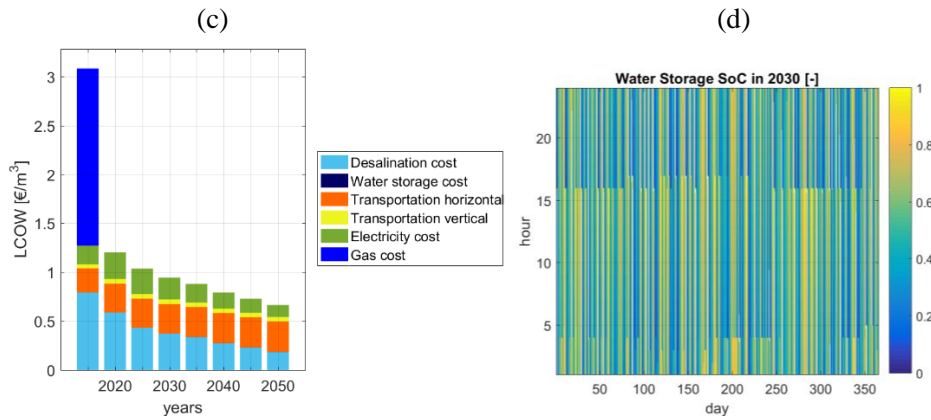 (c)
LCOW [€/m³]
3
2.5
2
1.5
1
0.5
0
2020 2030 2040 2050
years
Desalination cost
Water storage cost
Transportation horizontal
Transportation vertical
Electricity cost
Gas cost
(d)
Water Storage SoC in 2030 [-]
hour
20
15
10
5
50 100 150 200 250 300 350
day
1
0.8
0.6
0.4
0.2
0